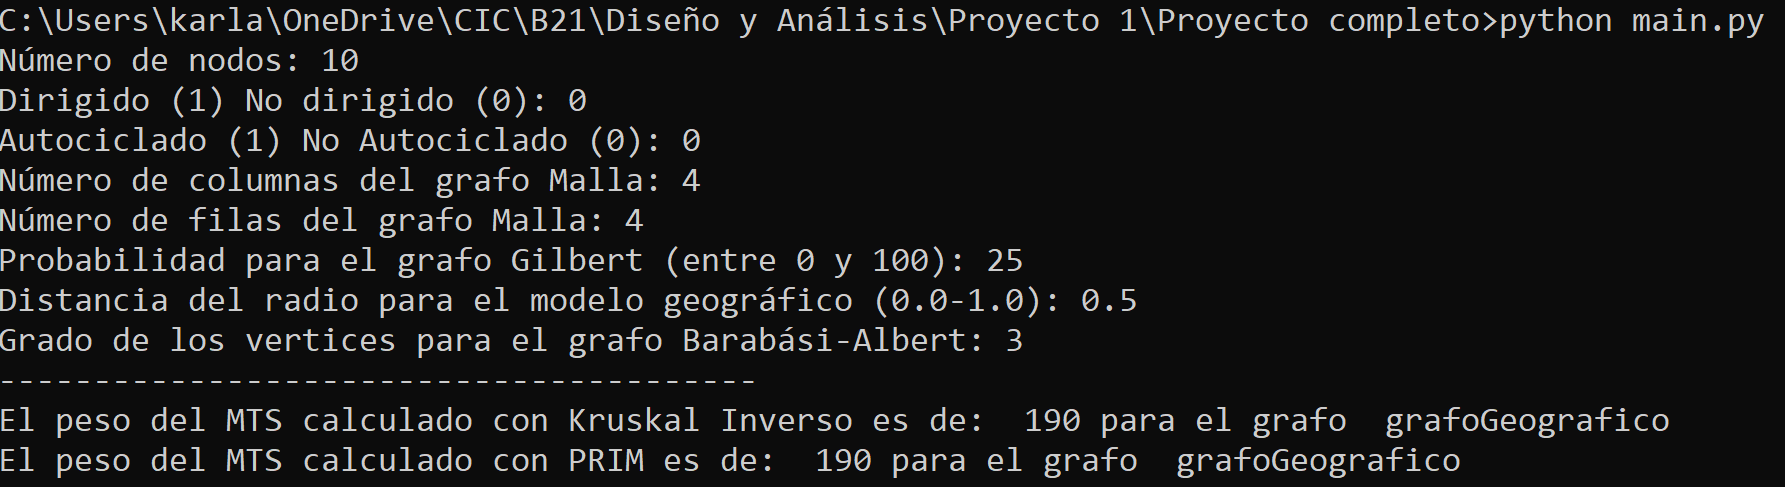 C:\Users\karla\OneDrive\CIC\B21\Diseño y Análisis\Proyecto 1\Proyecto completo>python main.py
Número de nodos: 10
Dirigido (1) No dirigido (0): 0
Autociclado (1) No Autociclado (0): 0
Número de columnas del grafo Malla: 4
Número de filas del grafo Malla: 4
Probabilidad para el grafo Gilbert (entre 0 y 100): 25
Distancia del radio para el modelo geográfico (0.0-1.0): 0.5
Grado de los vertices para el grafo Barabási-Albert: 3
----------------------------------------
El peso del MTS calculado con Kruskal Inverso es de:  190 para el grafo  grafoGeografico
El peso del MTS calculado con PRIM es de:  190 para el grafo  grafoGeografico